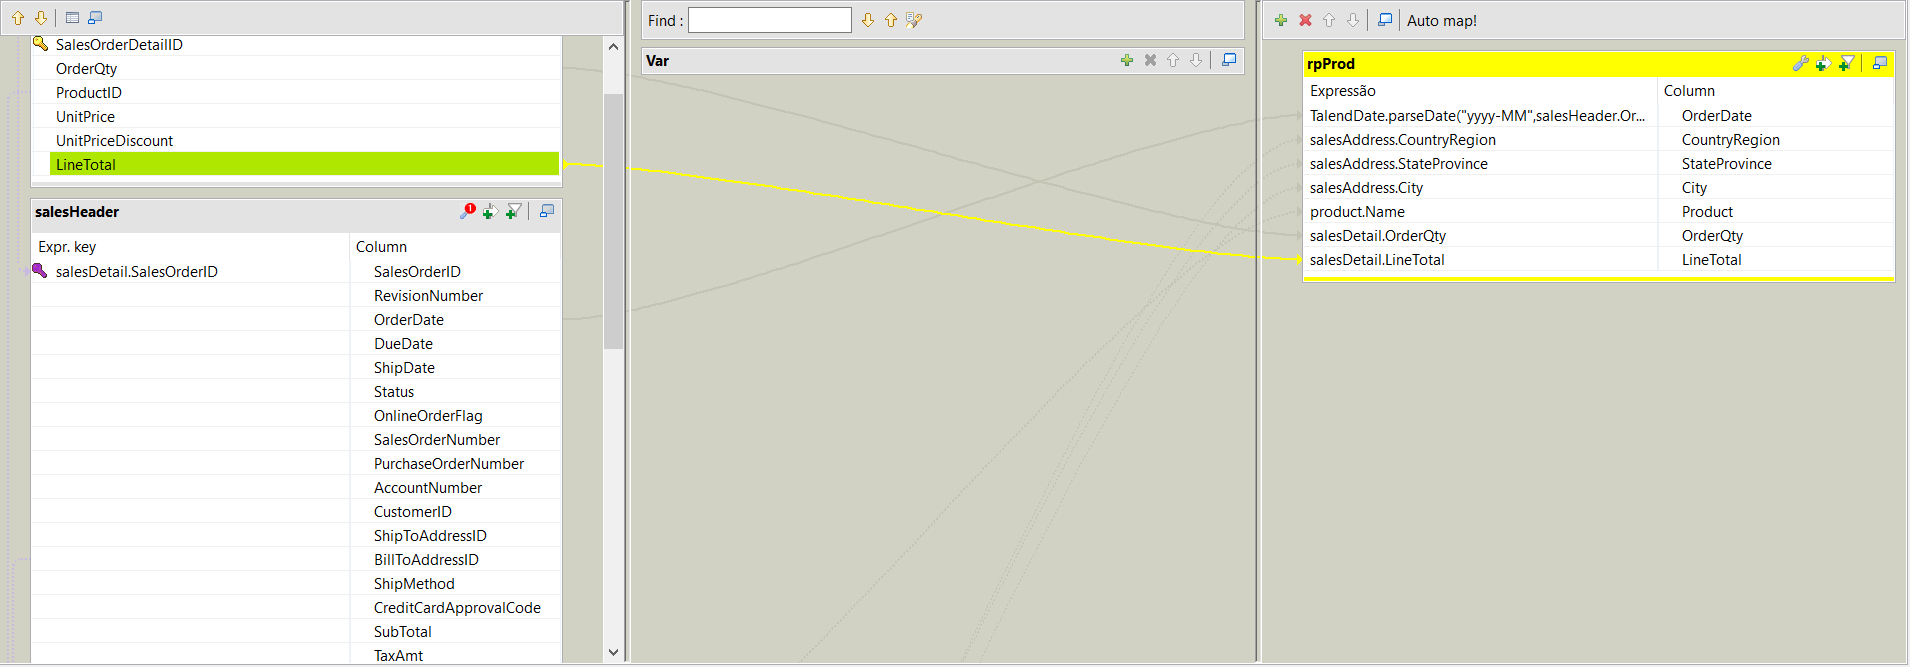 Find :
Auto map!
SalesOrderDetailID
OrderQty
ProductID
UnitPrice
UnitPriceDiscount
LineTotal
salesHeader
Expr. key Column
salesDetail.SalesOrderID SalesOrderID
RevisionNumber
OrderDate
DueDate
ShipDate
Status
OnlineOrderFlag
SalesOrderNumber
PurchaseOrderNumber
AccountNumber
CustomerID
ShipToAddressID
BillToAddressID
ShipMethod
CreditCardApprovalCode
SubTotal
TaxAmt
Var
rpProd
Expressão Column
TalendDate.parseDate("yyyy-MM",salesHeader.Or... OrderDate
salesAddress.CountryRegion CountryRegion
salesAddress.StateProvince StateProvince
salesAddress.City City
product.Name Product
salesDetail.OrderQty OrderQty
salesDetail.LineTotal LineTotal